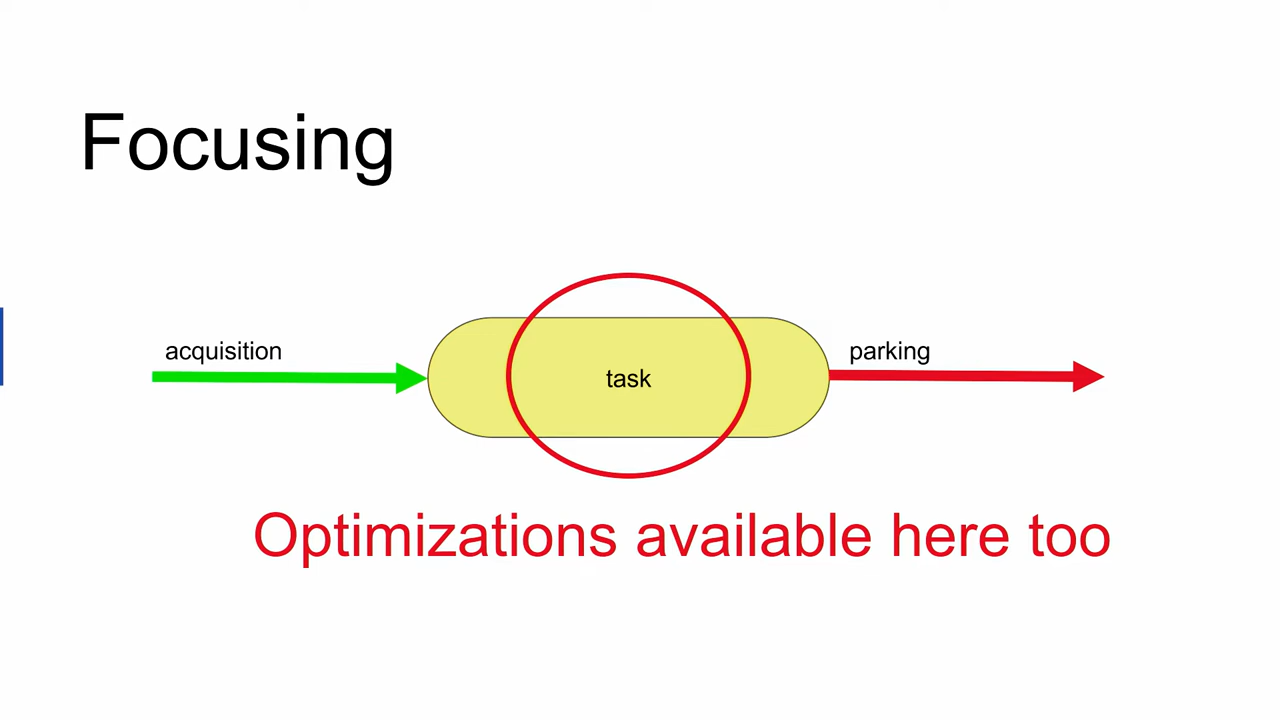 Focusing
acquisition
task
parking
Optimizations available here too